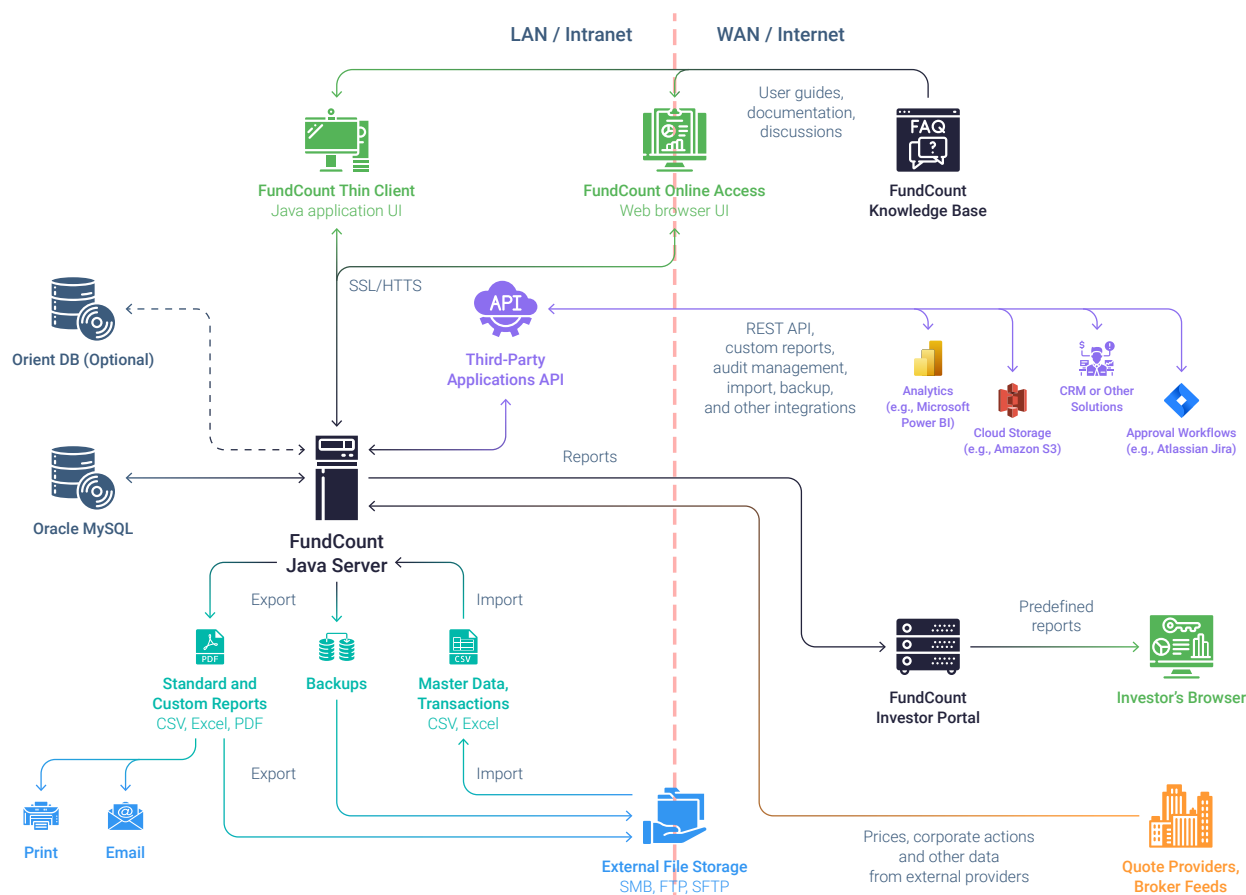 LAN / Intranet
WAN / Internet
User guides,
documentation,
discussions
FAQ
?
FundCount Thin Client
Java application UI
FundCount Online Access
Web browser UI
FundCount
Knowledge Base
SSL/HTTS
API
Orient DB (Optional)
Third-Party
Applications API
REST API,
custom reports,
audit management,
import, backup,
and other integrations
$
Analytics
(e.g., Microsoft
Power BI)
Cloud Storage
(e.g., Amazon S3)
CRM or Other
Solutions
Approval Workflows
(e.g., Atlassian Jira)
Oracle MySQL
Reports
FundCount
Java Server
Export
Import
PDF
CSV
Standard and
Custom Reports
CSV, Excel, PDF
Backups
Master Data,
Transactions
CSV, Excel
Predefined
reports
FundCount
Investor Portal
Investor's Browser
Export
Import
@
Print
Email
External File Storage
SMB, FTP, SFTP
Prices, corporate actions
and other data
from external providers
Quote Providers,
Broker Feeds